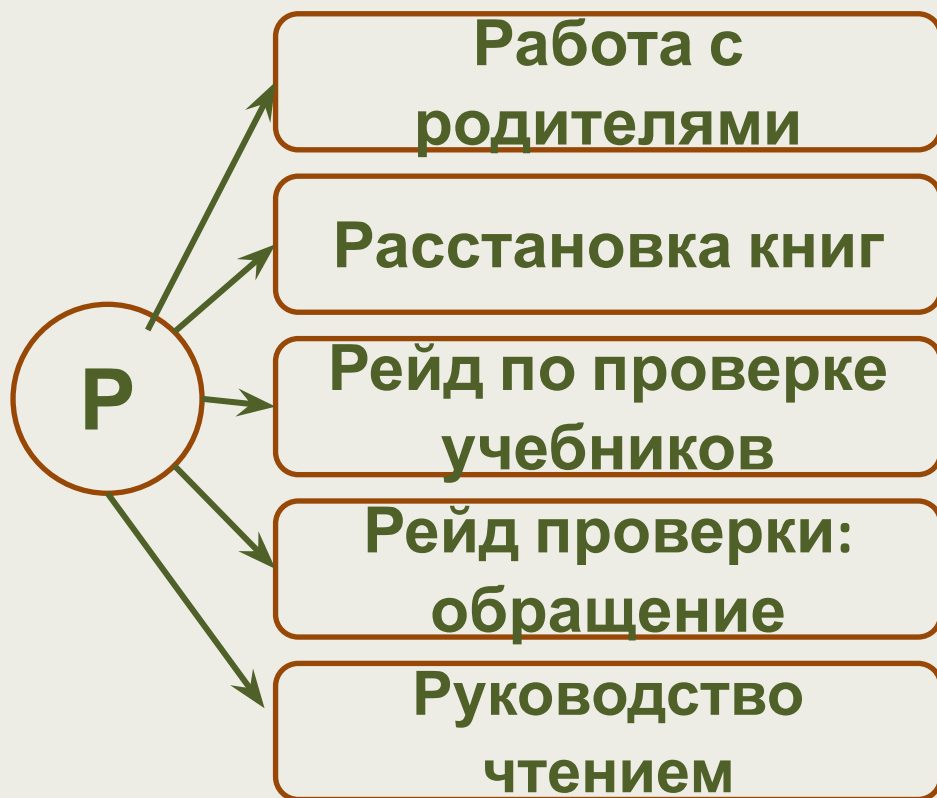 Р
Работа с
родителями
Расстановка книг
Рейд по проверке
учебников
Рейд проверки:
обращение
Руководство
чтением